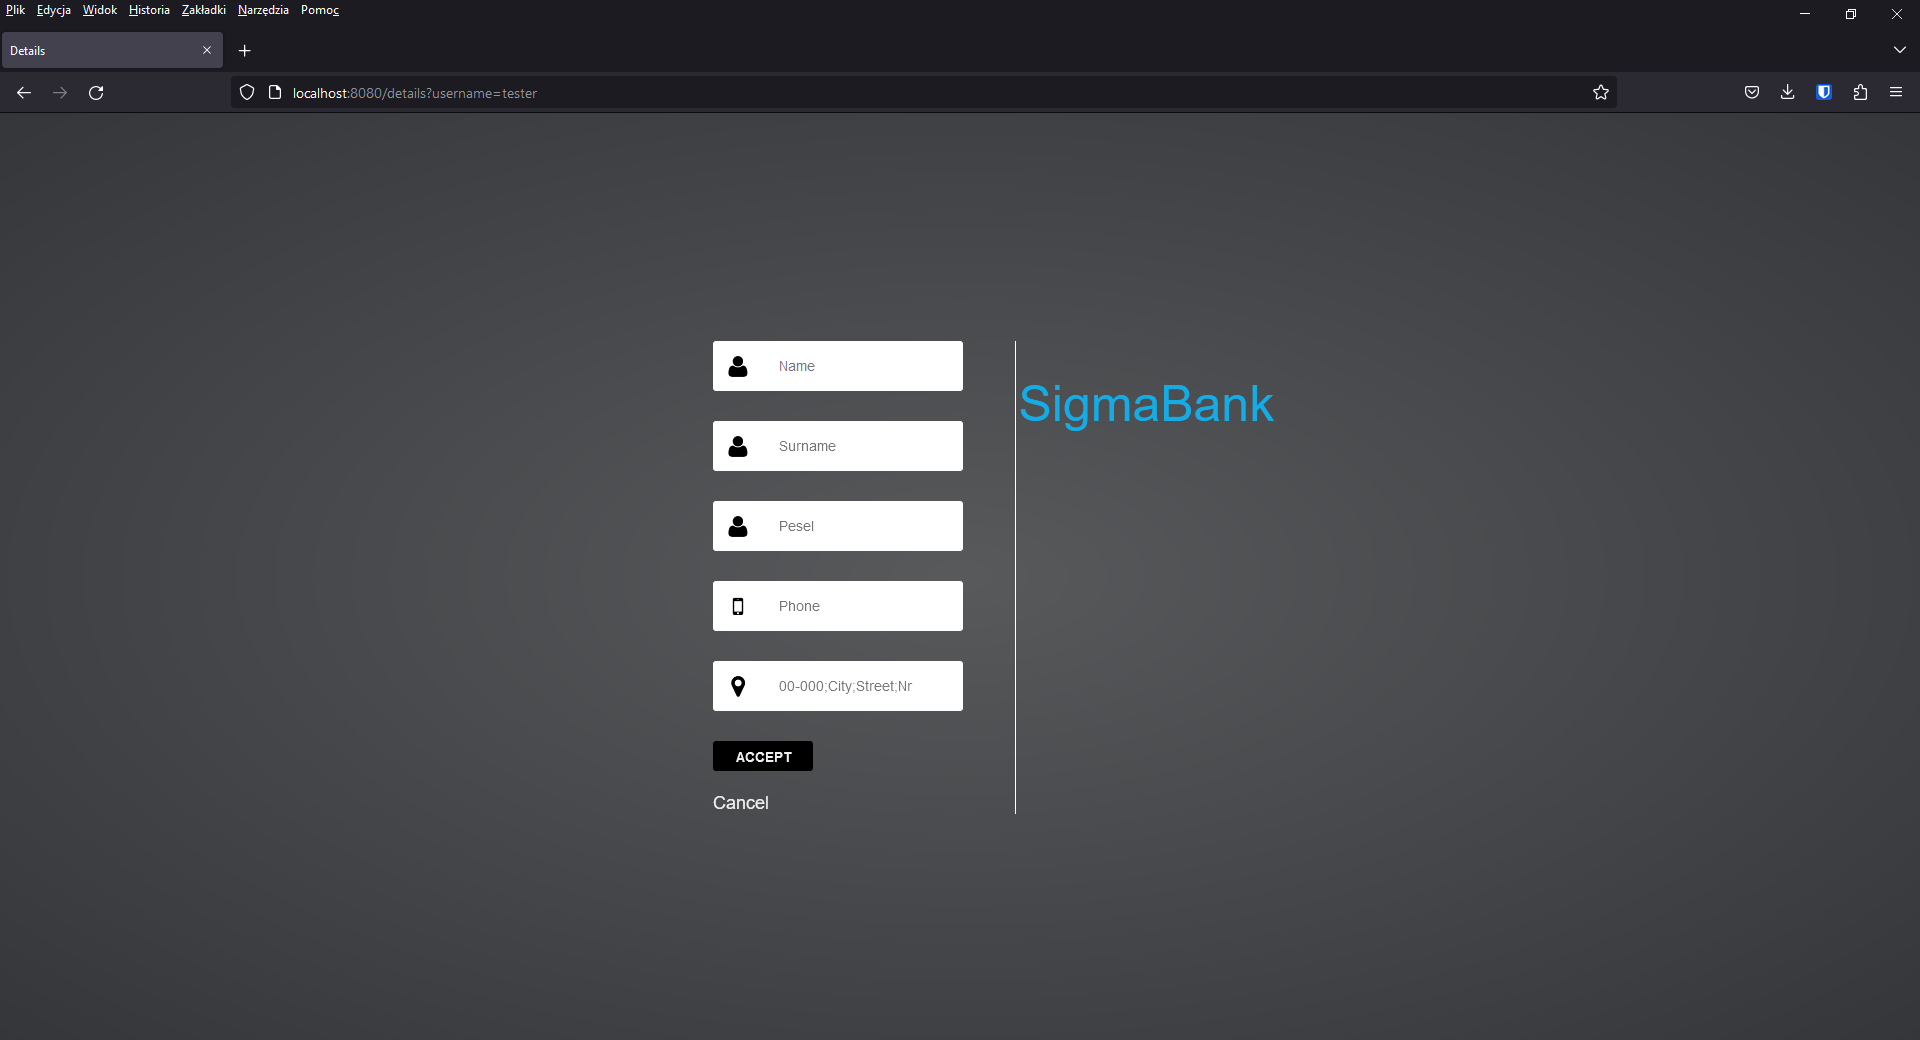 Plik Edycja Widok Historia Zakładki Narzędzia Pomoc
Details
localhost:8080/details?username=tester
Name
SigmaBank
Surname
Pesel
Phone
00-000;City;Street;Nr
ACCEPT
Cancel